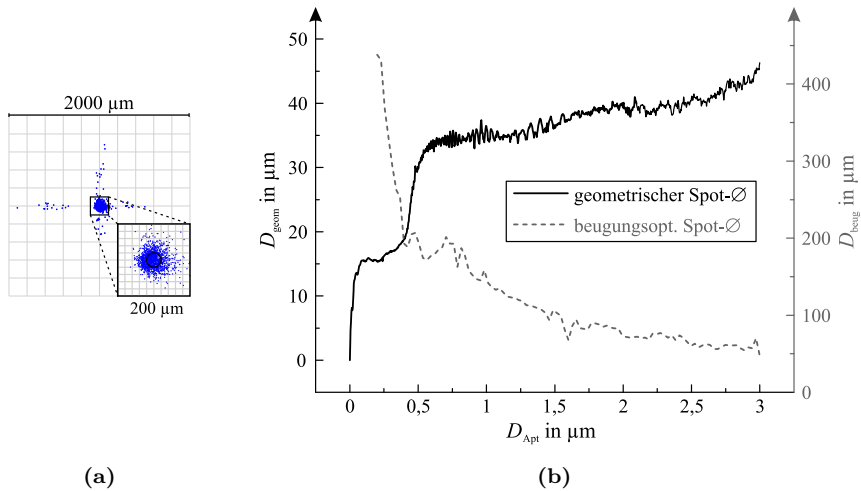 2000 µm
200 µm
(a)
D_geom in µm
50
40
30
20
10
0
geometrischer Spot-∅
beugungsopt. Spot-∅
D_beug in µm
400
300
200
100
0
0 0,5 1 1,5 2 2,5 3
D_Apt in µm
(b)